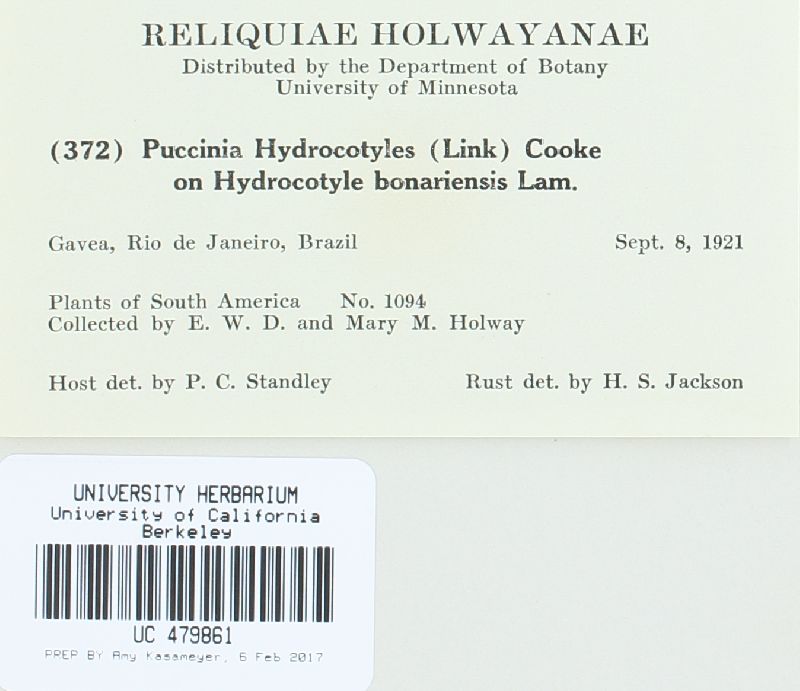 RELIQUIAE HOLWAYANAE
Distributed by the Department of Botany
University of Minnesota
(372) Puccinia Hydrocotyles (Link) Cooke
on Hydrocotyle bonariensis Lam.
Gavea, Rio de Janeiro, Brazil Sept. 8, 1921
Plants of South America No. 1094
Collected by E. W. D. and Mary M. Holway
Host det. by P. C. Standley Rust det. by H. S. Jackson
UNIVERSITY HERBARIUM
University of California
Berkeley
UC 479861
PREP BY Amy Kasameyer, 6 Feb 2017